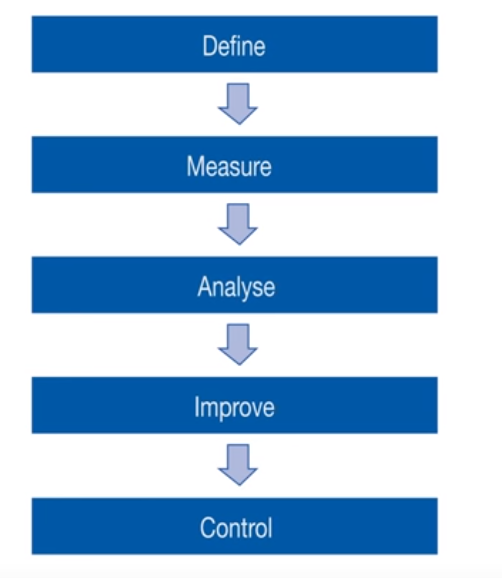 Define
Measure
Analyse
Improve
Control